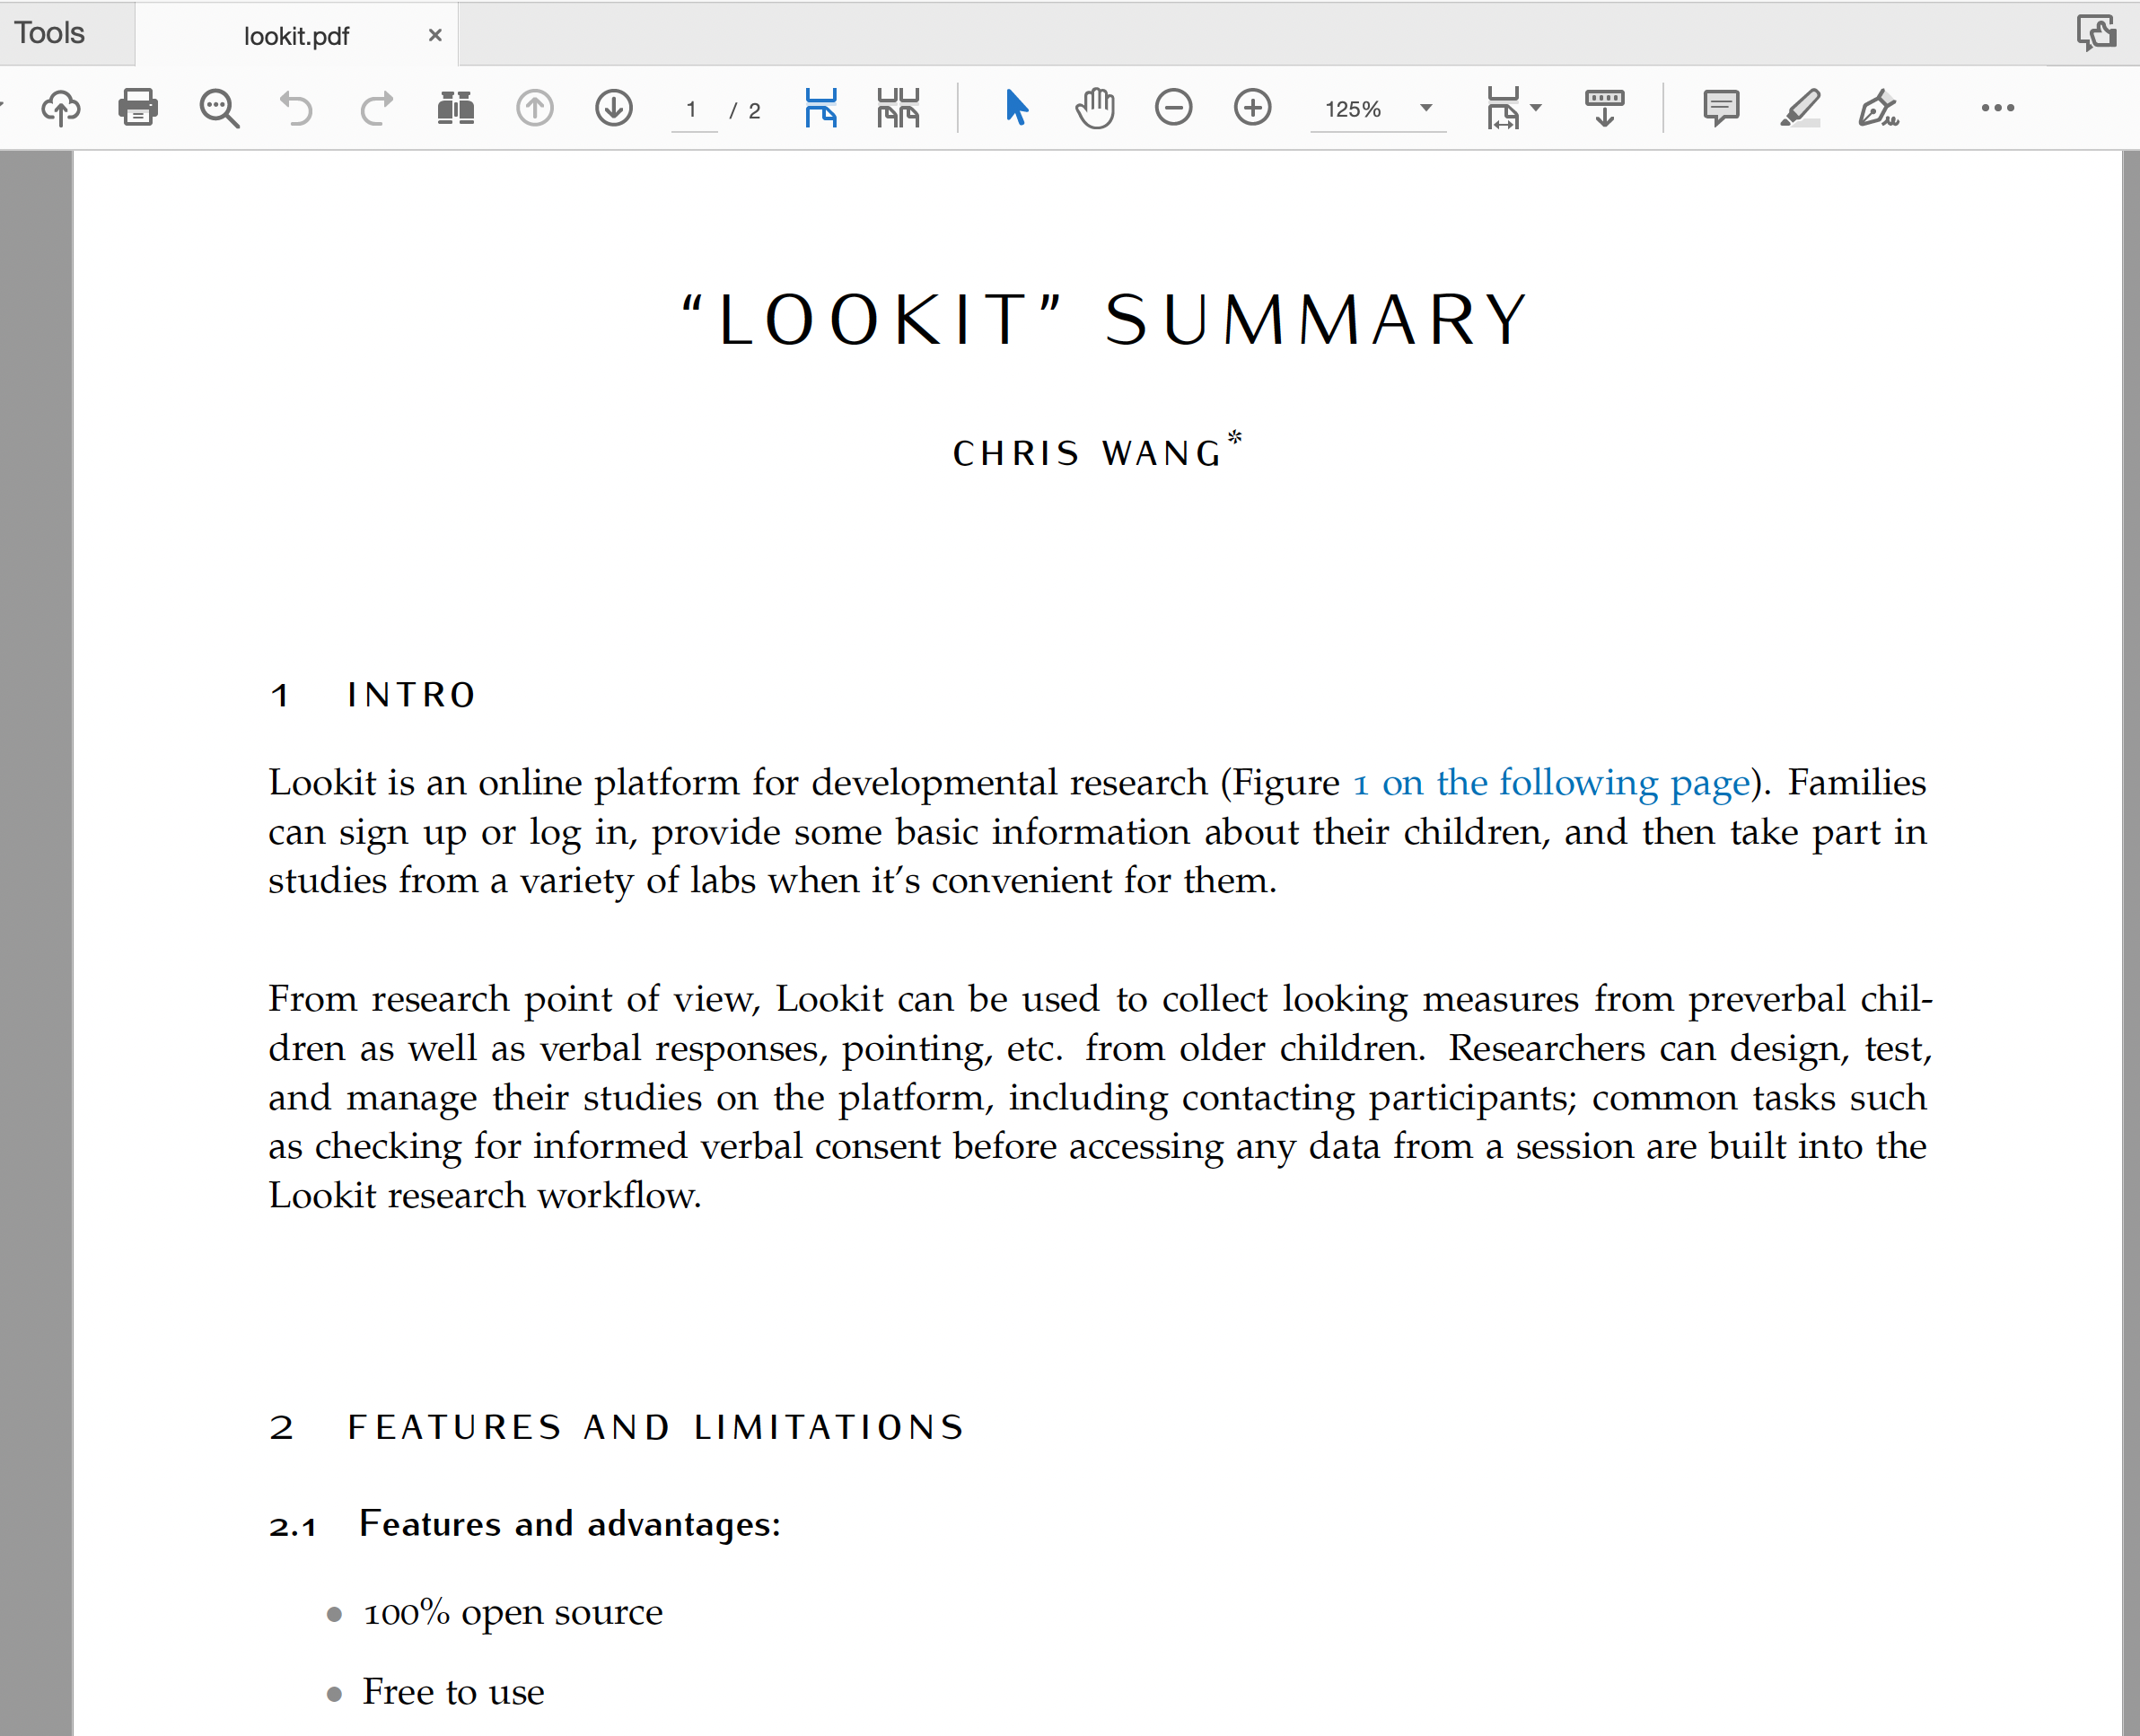 Tools
lookit.pdf
1 / 2
125%
“LOOKIT” SUMMARY
CHRIS WANG*
1 INTRO
Lookit is an online platform for developmental research (Figure 1 on the following page). Families
can sign up or log in, provide some basic information about their children, and then take part in
studies from a variety of labs when it’s convenient for them.
From research point of view, Lookit can be used to collect looking measures from preverbal chil-
dren as well as verbal responses, pointing, etc. from older children. Researchers can design, test,
and manage their studies on the platform, including contacting participants; common tasks such
as checking for informed verbal consent before accessing any data from a session are built into the
Lookit research workflow.
2 FEATURES AND LIMITATIONS
2.1 Features and advantages:
• 100% open source
• Free to use